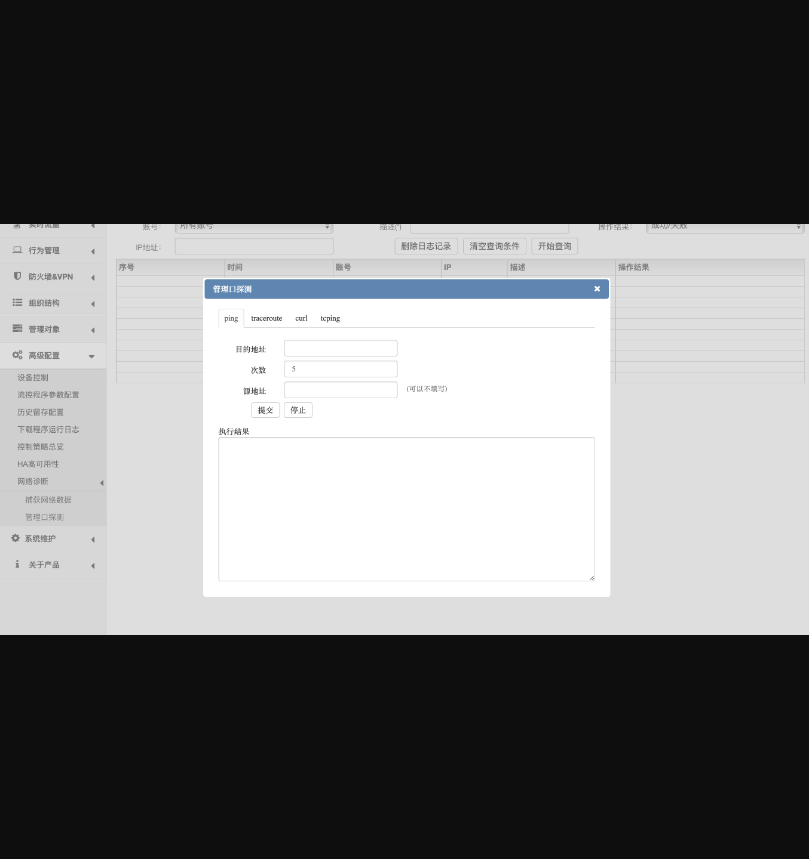 实时流量
账号： 所有账号 描述(*) 操作结果： 成功/失败
行为管理
IP地址： 删除日志记录 清空查询条件 开始查询
序号 时间 账号 IP 描述 操作结果
防火墙&VPN
组织结构
管理对象
高级配置
设备控制
流控程序参数配置
历史留存配置
下载程序运行日志
控制策略总览
HA高可用性
网络诊断
捕获网络数据
管理口探测
系统维护
关于产品
管理口探测
ping traceroute curl tcping
目的地址
次数 5
源地址 (可以不填写)
提交 停止
执行结果